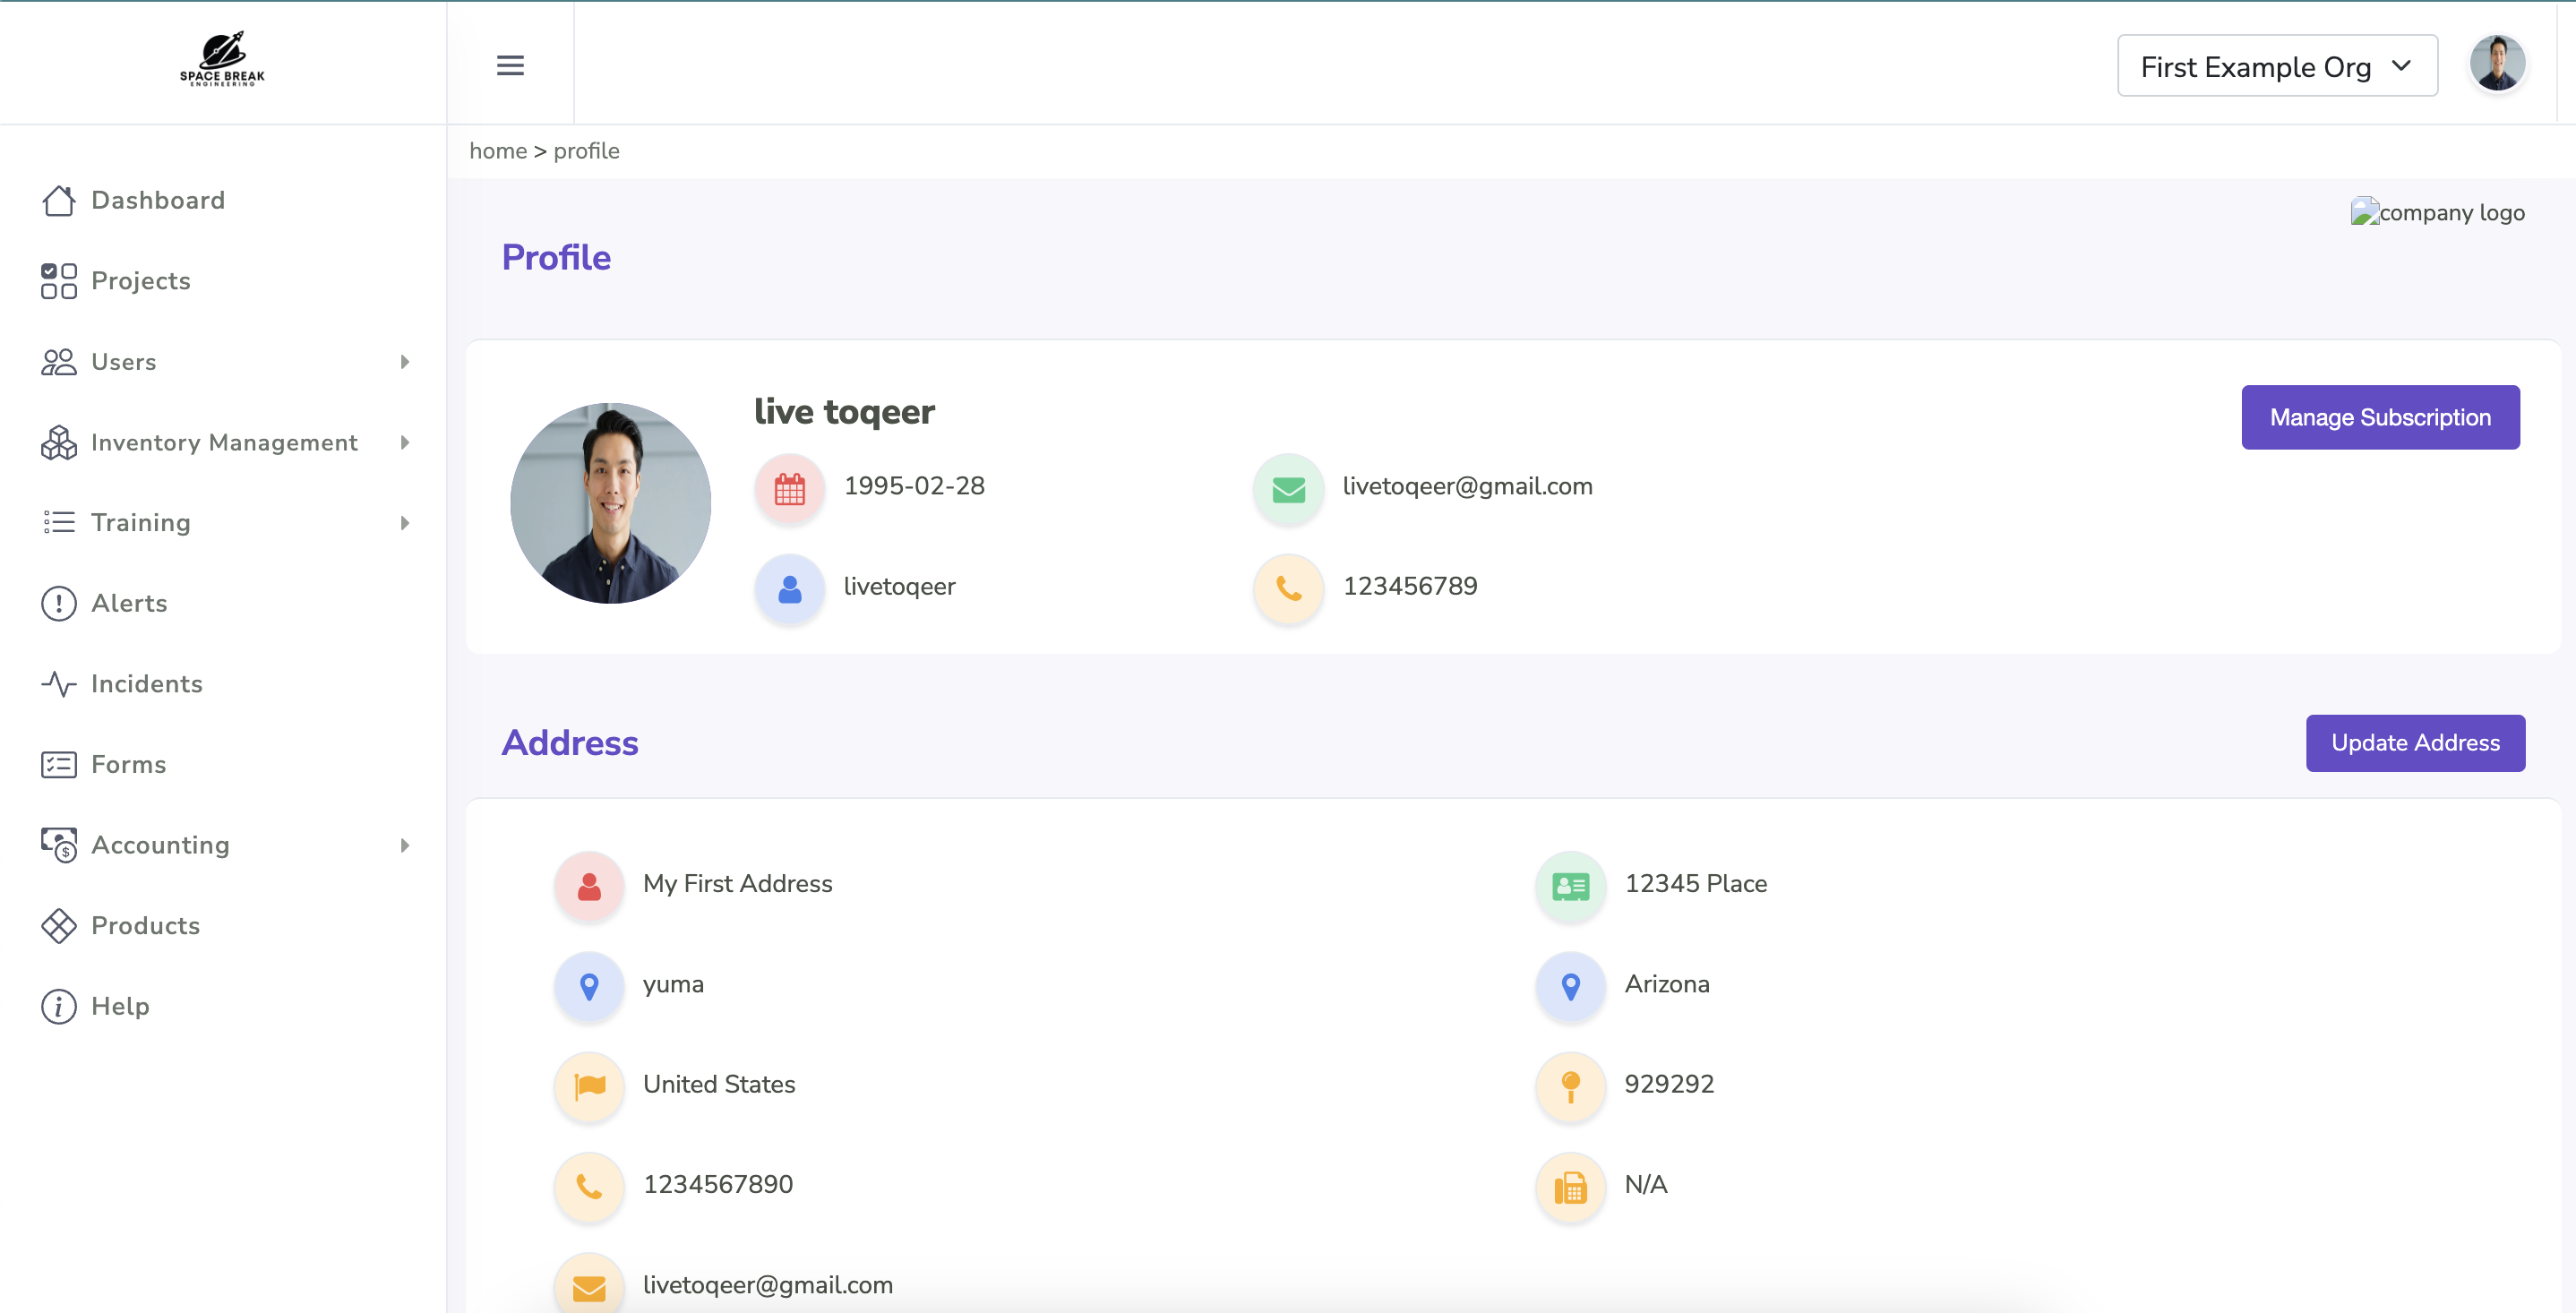 SPACE BREAK
ENGINEERING
First Example Org
home > profile
Dashboard
Projects
Users
Inventory Management
Training
Alerts
Incidents
Forms
Accounting
Products
Help
company logo
Profile
live toqeer
Manage Subscription
1995-02-28
livetoqeer@gmail.com
livetoqeer
123456789
Address
Update Address
My First Address
12345 Place
yuma
Arizona
United States
929292
1234567890
N/A
livetoqeer@gmail.com